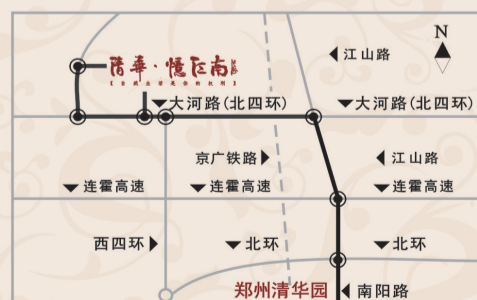 N
江山路
清華·憶江南
大河路(北四环)
大河路(北四环)
京广铁路
江山路
连霍高速
连霍高速
连霍高速
西四环
北环
北环
郑州清华园
南阳路